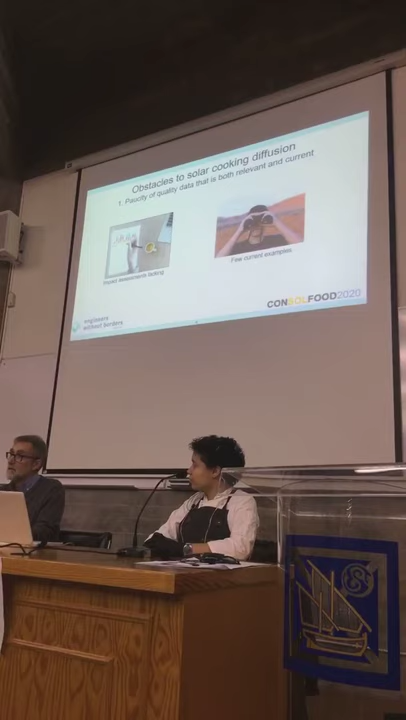 Obstacles to solar cooking diffusion
1. Paucity of quality data that is both relevant and current
Impact assessments lacking
Few current examples
CONSOLFOOD2020
engineers
without borders